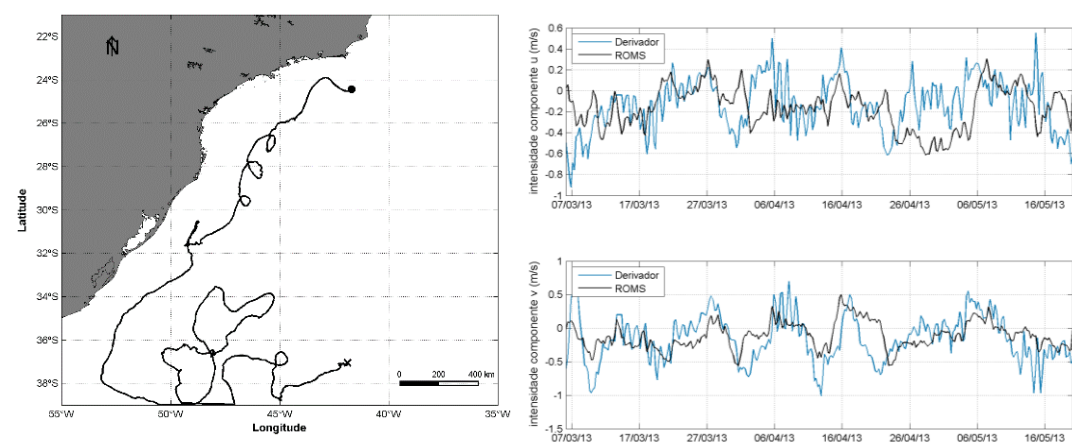 22°S
24°S
26°S
28°S
30°S
32°S
34°S
36°S
38°S
Latitude
N
0 200 400 km
55°W 50°W 45°W 40°W 35°W
Longitude
intensidade componente u (m/s)
0.6
0.4
0.2
0
-0.2
-0.4
-0.6
-0.8
-1
Derivador
ROMS
07/03/13 17/03/13 27/03/13 06/04/13 16/04/13 26/04/13 06/05/13 16/05/13
intensidade componente v (m/s)
1
0.5
0
-0.5
-1
-1.5
Derivador
ROMS
07/03/13 17/03/13 27/03/13 06/04/13 16/04/13 26/04/13 06/05/13 16/05/13